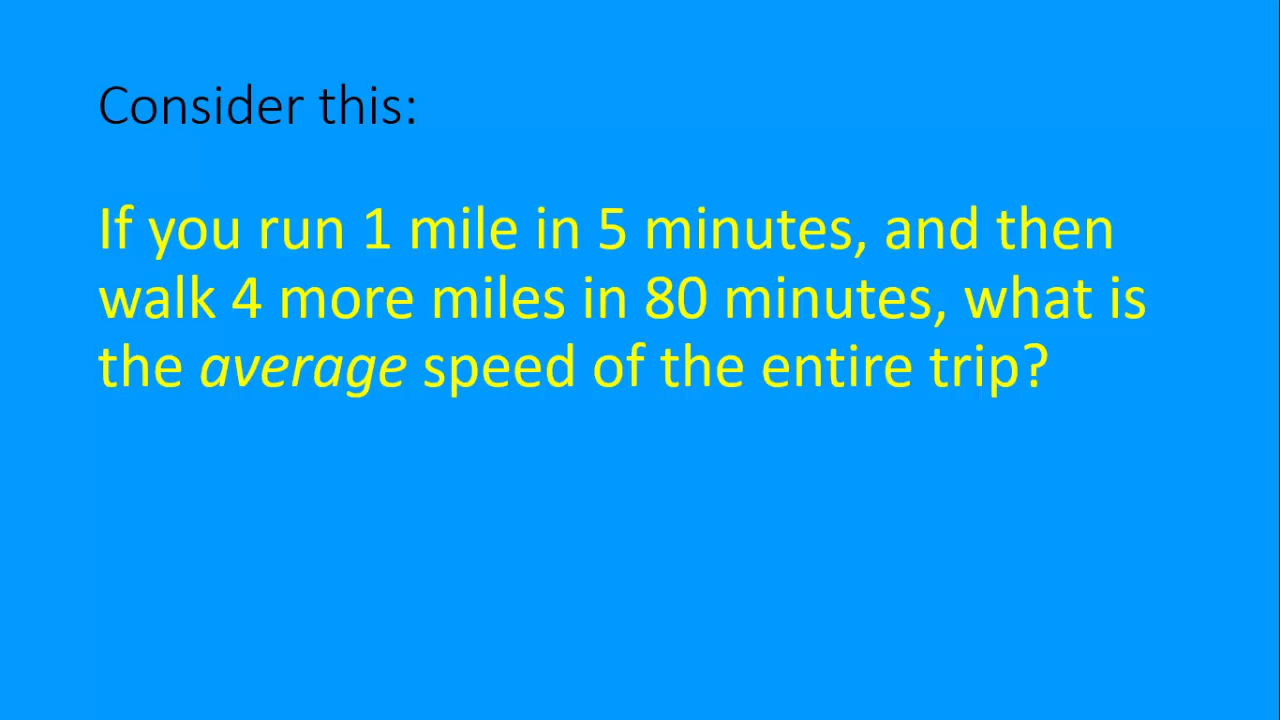 Consider this:
If you run 1 mile in 5 minutes, and then
walk 4 more miles in 80 minutes, what is
the average speed of the entire trip?